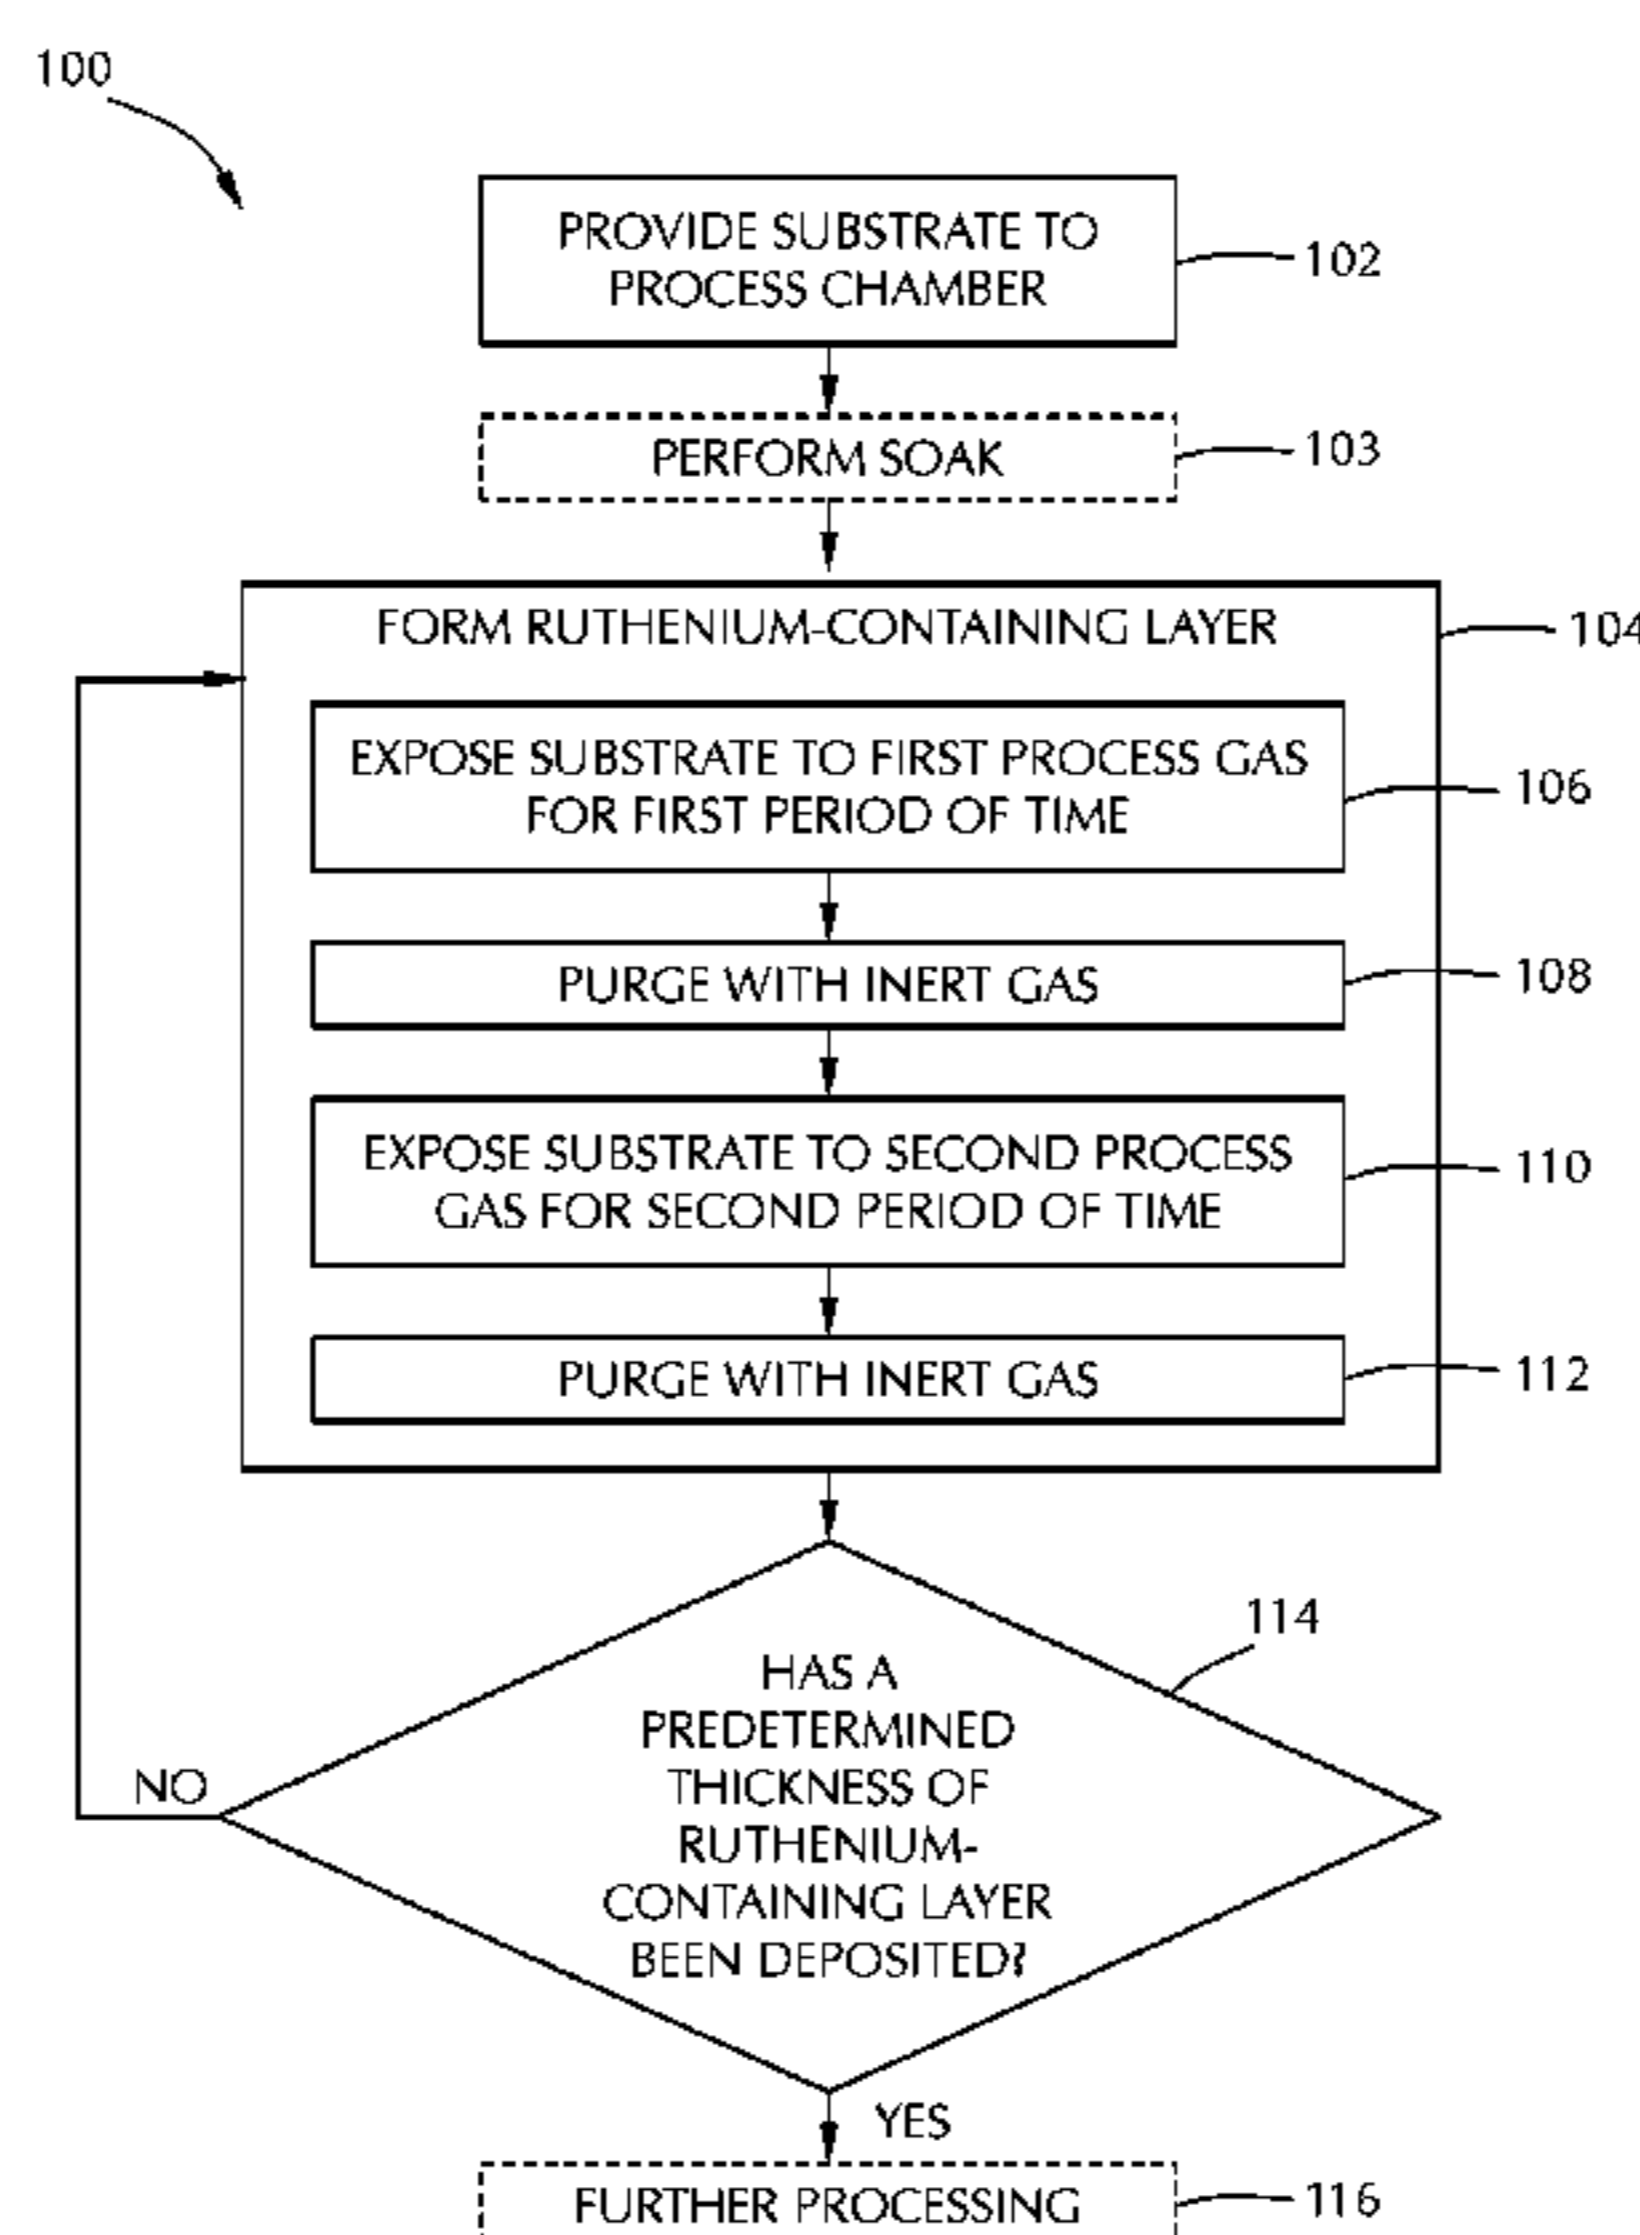 100
PROVIDE SUBSTRATE TO
PROCESS CHAMBER
102
PERFORM SOAK
103
FORM RUTHENIUM-CONTAINING LAYER
104
EXPOSE SUBSTRATE TO FIRST PROCESS GAS
FOR FIRST PERIOD OF TIME
106
PURGE WITH INERT GAS
108
EXPOSE SUBSTRATE TO SECOND PROCESS
GAS FOR SECOND PERIOD OF TIME
110
PURGE WITH INERT GAS
112
114
HAS A
PREDETERMINED
THICKNESS OF
RUTHENIUM-
CONTAINING LAYER
BEEN DEPOSITED?
NO
YES
FURTHER PROCESSING
116